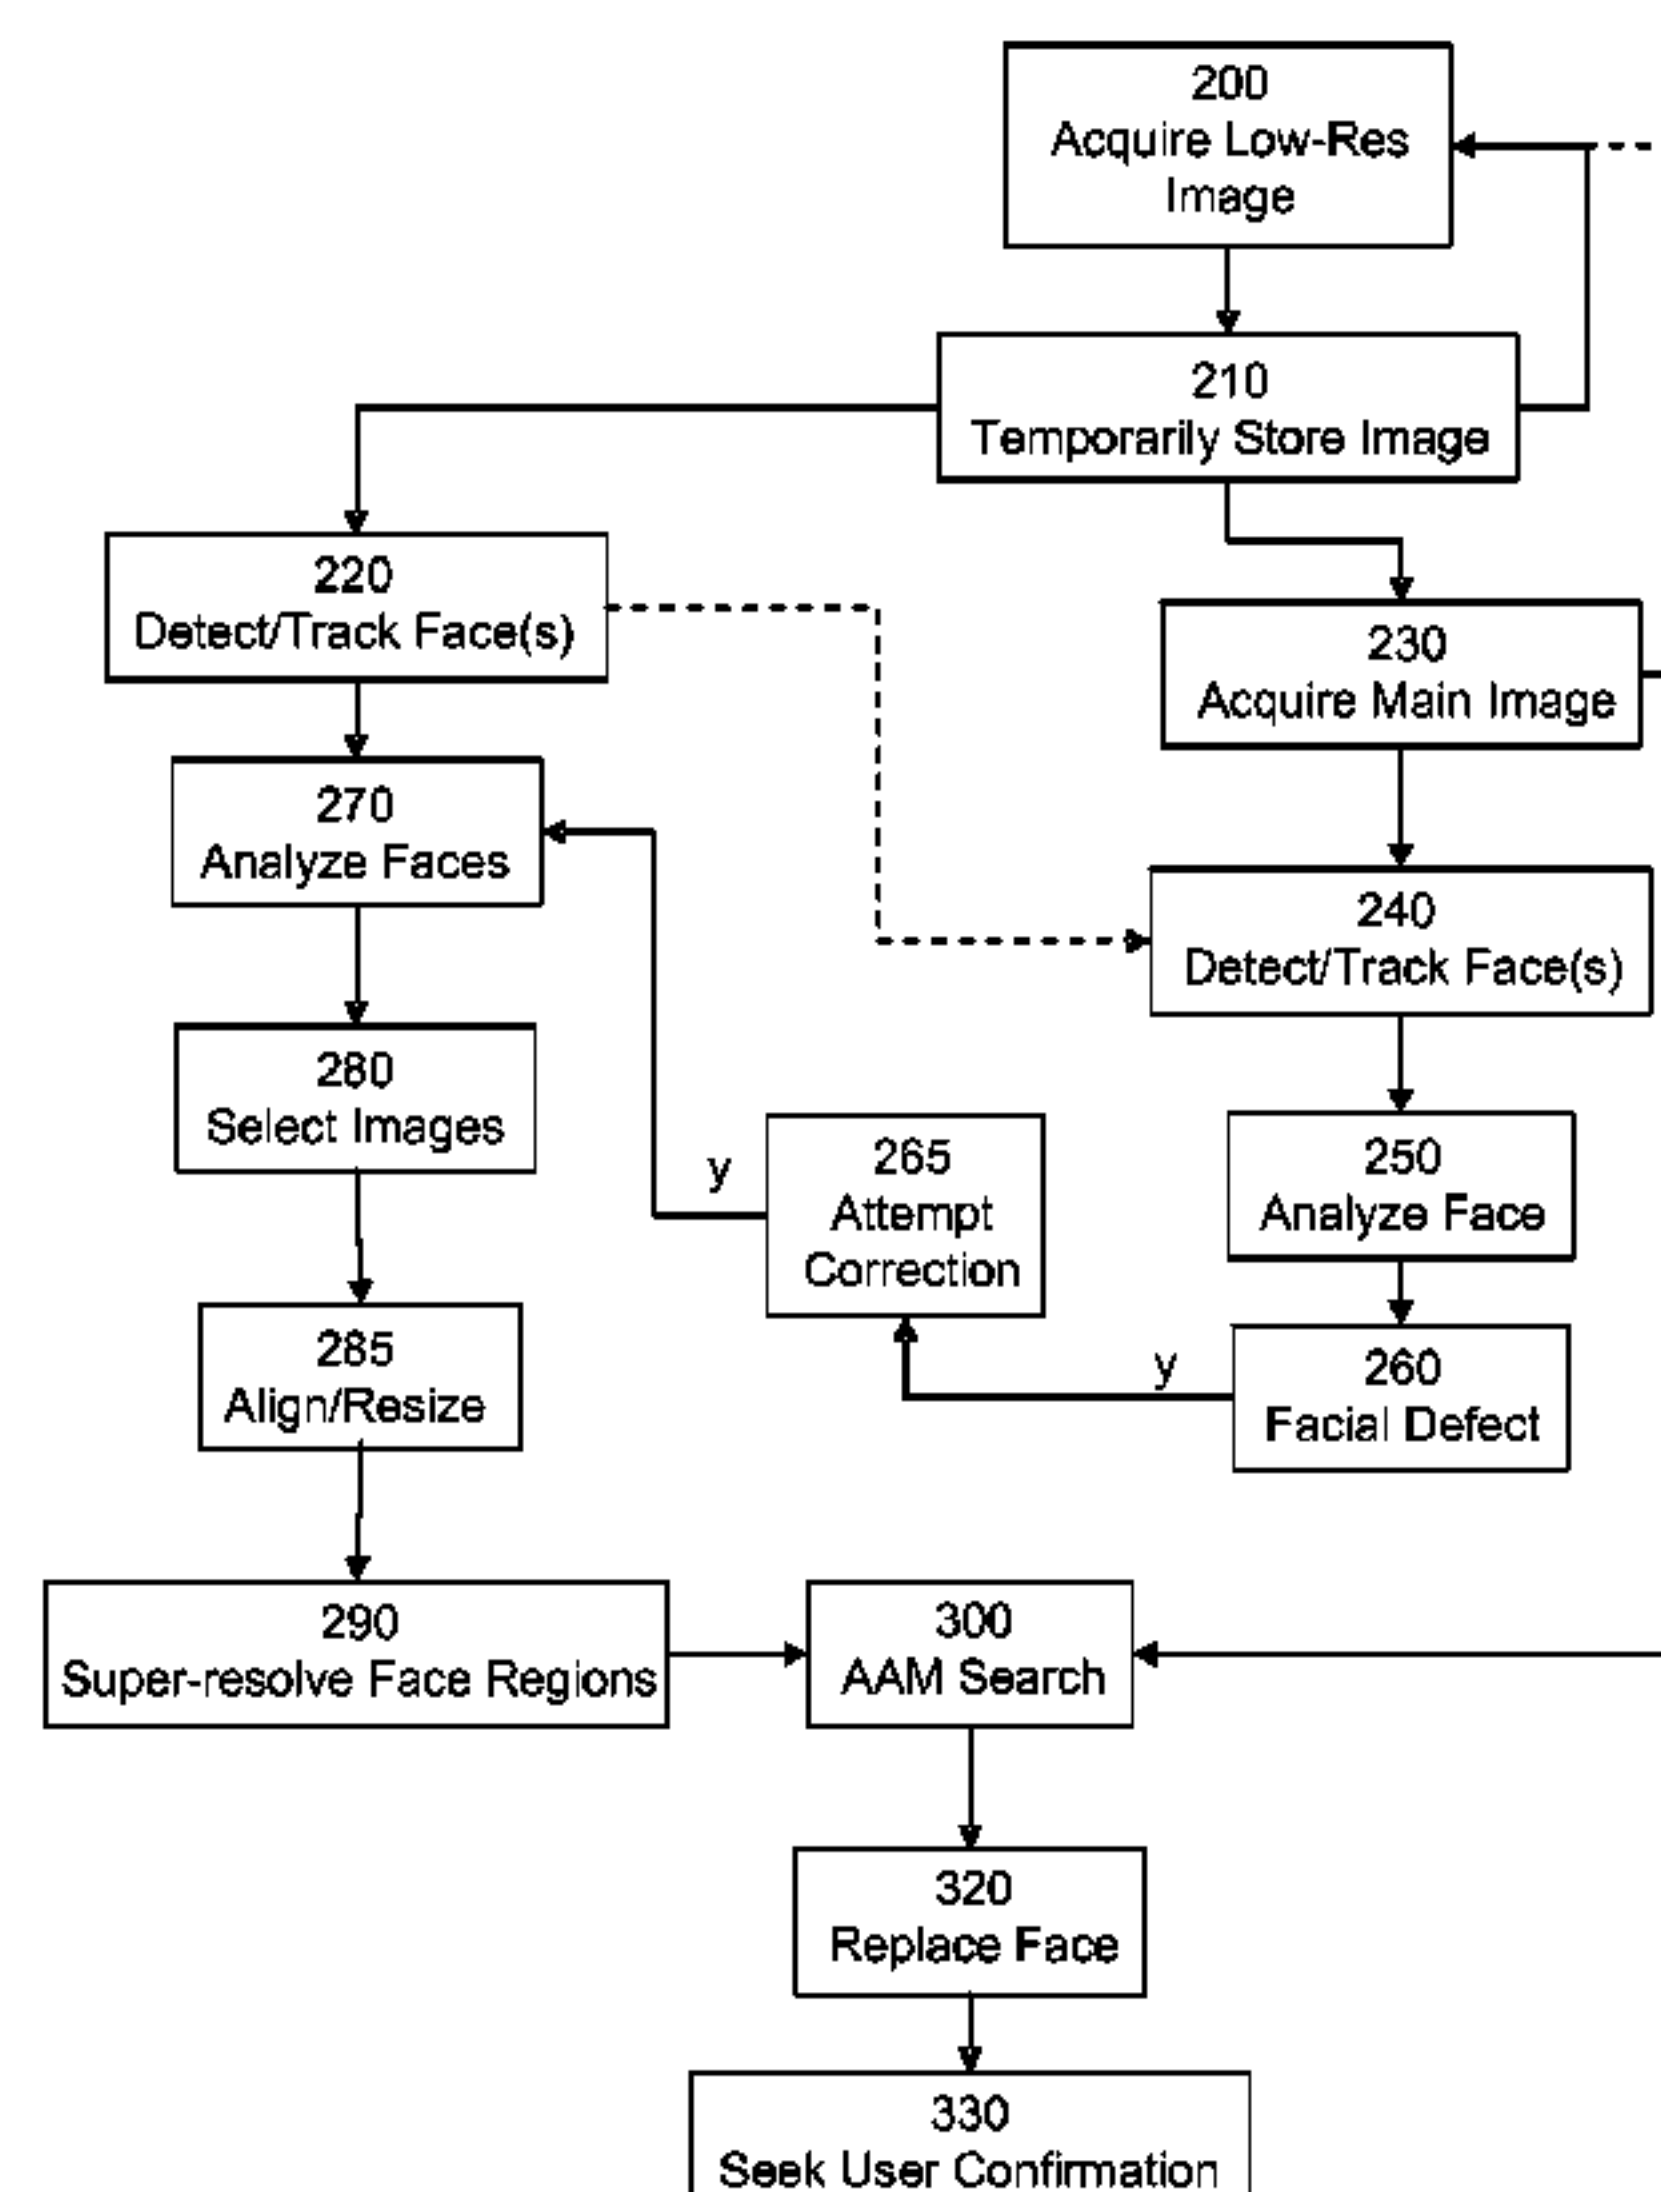 200
Acquire Low-Res
Image
210
Temporarily Store Image
220
Detect/Track Face(s)
230
Acquire Main Image
270
Analyze Faces
240
Detect/Track Face(s)
280
Select Images
y
265
Attempt
Correction
250
Analyze Face
285
Align/Resize
y
260
Facial Defect
290
Super-resolve Face Regions
300
AAM Search
320
Replace Face
330
Seek User Confirmation